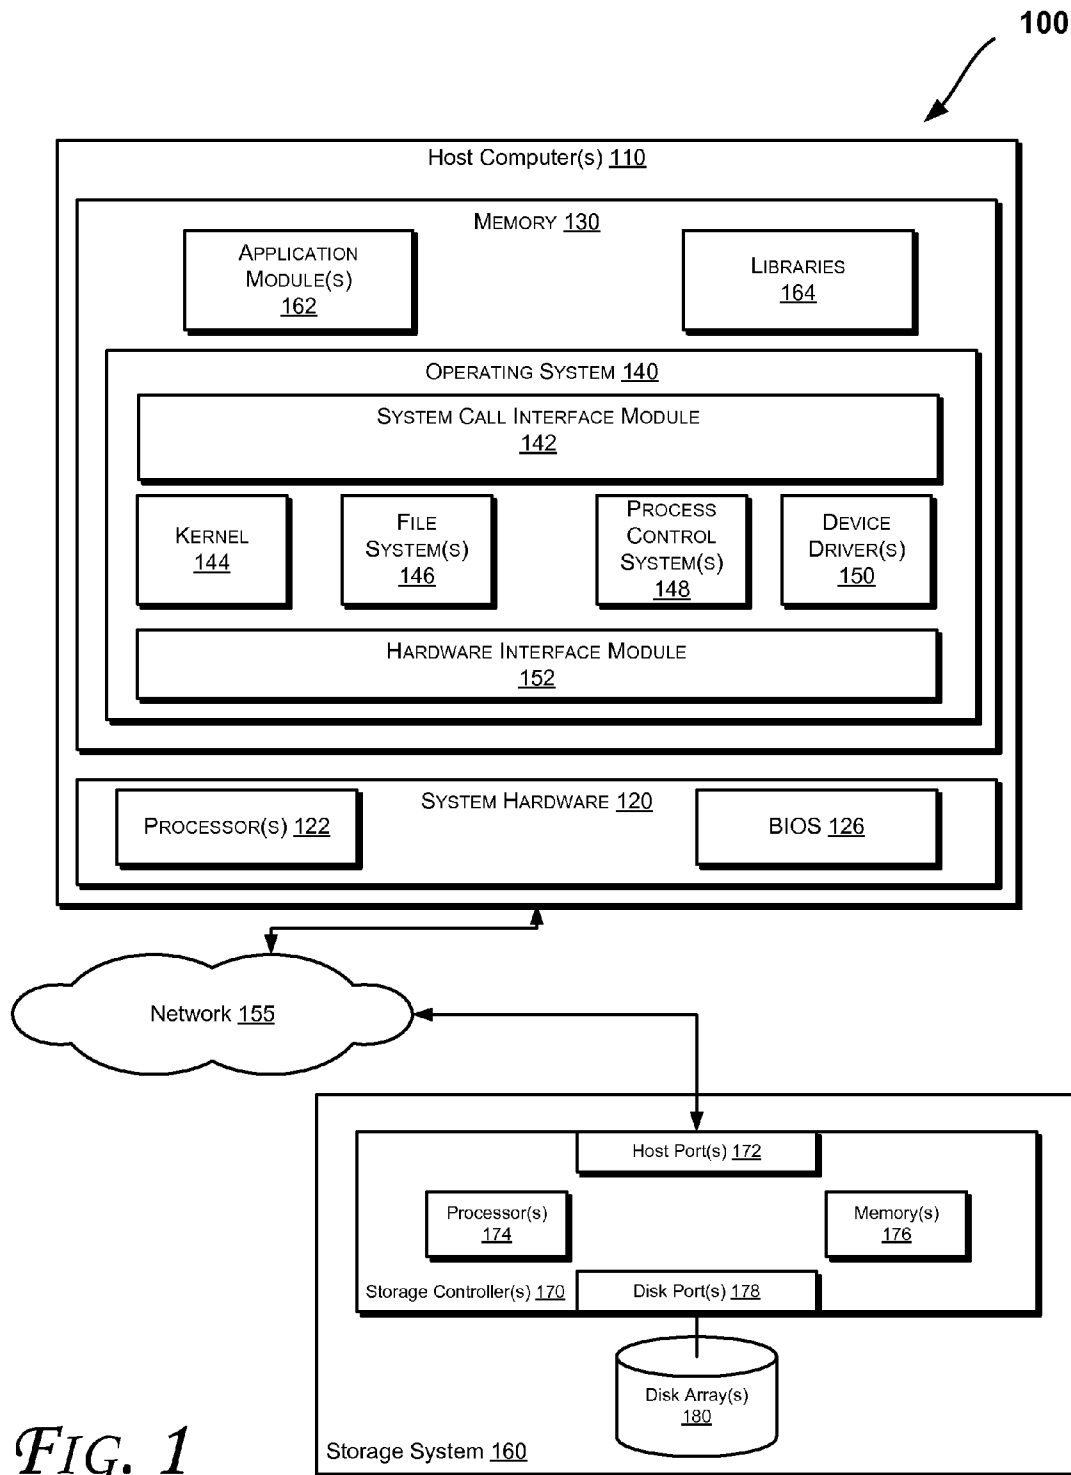 100
Host Computer(s) 110
MEMORY 130
APPLICATION
MODULE(S)
162
LIBRARIES
164
OPERATING SYSTEM 140
SYSTEM CALL INTERFACE MODULE
142
KERNEL
144
FILE
SYSTEM(S)
146
PROCESS
CONTROL
SYSTEM(S)
148
DEVICE
DRIVER(S)
150
HARDWARE INTERFACE MODULE
152
SYSTEM HARDWARE 120
PROCESSOR(S) 122
BIOS 126
Network 155
Host Port(s) 172
Processor(s)
174
Memory(s)
176
Storage Controller(s) 170
Disk Port(s) 178
Disk Array(s)
180
Storage System 160
FIG. 1